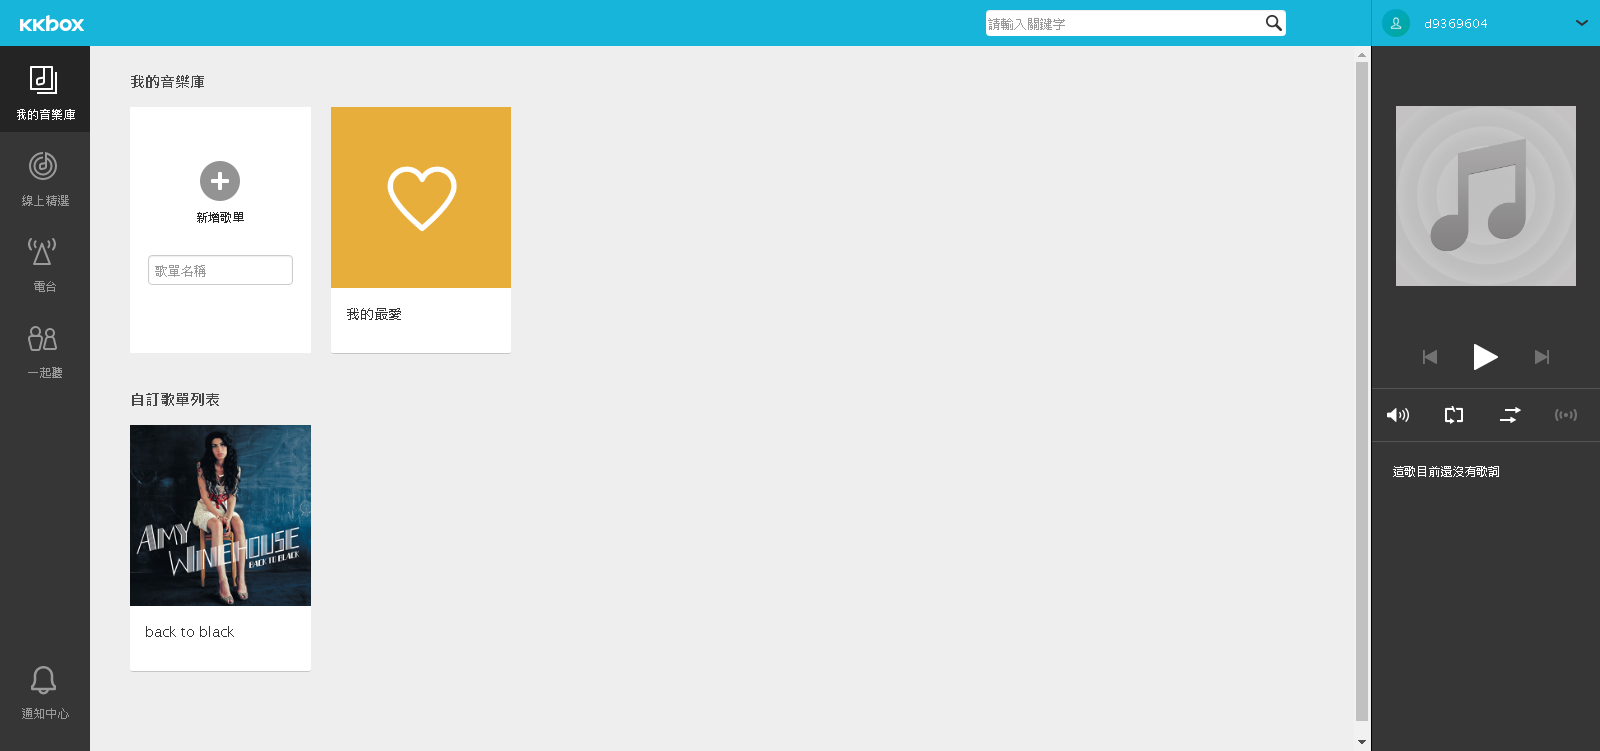 KKBOX
請輸入關鍵字
d9369604
我的音樂庫
線上精選
電台
一起聽
通知中心
我的音樂庫
新增歌單
歌單名稱
我的最愛
自訂歌單列表
AMY
WINEHOUSE
BACK TO BLACK
back to black
這歌目前還沒有歌詞